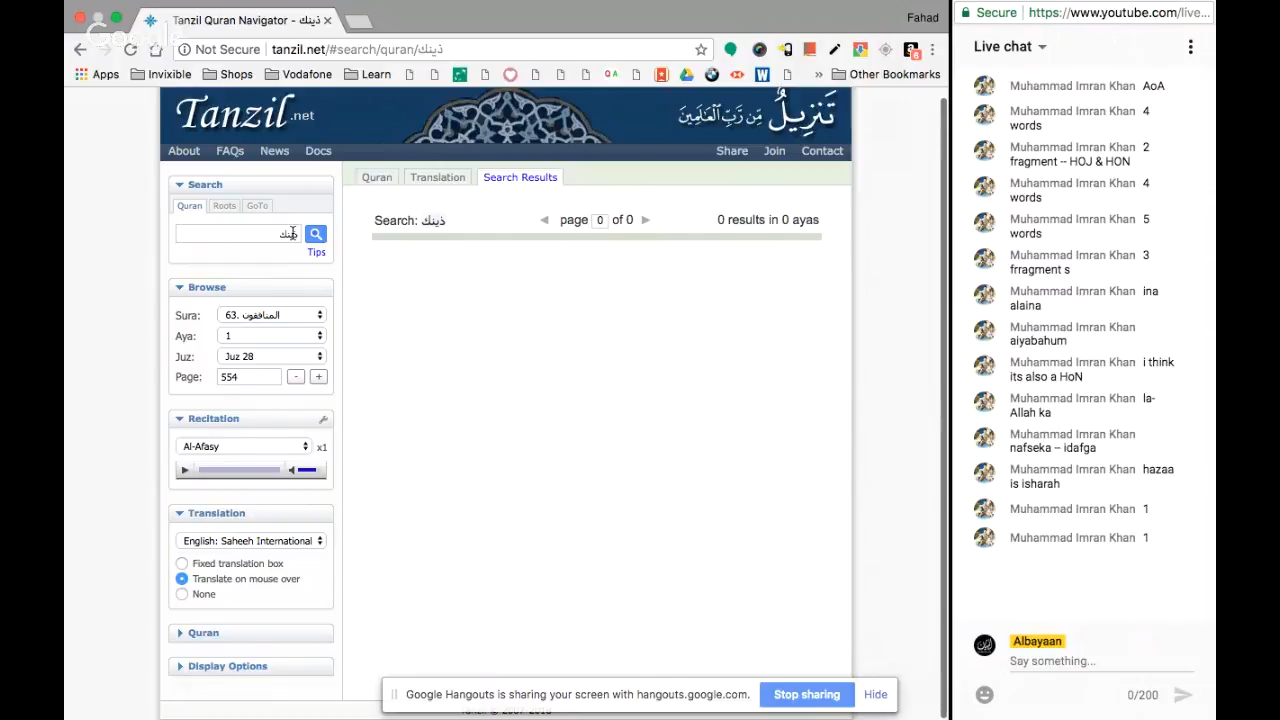 Tanzil Quran Navigator - ذينك
Fahad
Google
Not Secure tanzil.net/#search/quran/ذينك
Apps Invixible Shops Vodafone Learn Other Bookmarks
Tanzil.net
تَنزِيلٌ مِّن رَّبِّ الْعَالَمِينَ
About FAQs News Docs Share Join Contact
Search
Quran Roots GoTo
ذينك
Tips
Browse
Sura: 63. المنافقون
Aya: 1
Juz: Juz 28
Page: 554 - +
Recitation
Al-Afasy x1
Translation
English: Saheeh International
Fixed translation box
Translate on mouse over
None
Quran
Display Options
Quran Translation Search Results
Search: ذينك page 0 of 0 0 results in 0 ayas
Google Hangouts is sharing your screen with hangouts.google.com. Stop sharing Hide
Secure https://www.youtube.com/live...
Live chat
Muhammad Imran Khan AoA
Muhammad Imran Khan 4
words
Muhammad Imran Khan 2
fragment -- HOJ & HON
Muhammad Imran Khan 4
words
Muhammad Imran Khan 5
words
Muhammad Imran Khan 3
frragment s
Muhammad Imran Khan ina
alaina
Muhammad Imran Khan
aiyabahum
Muhammad Imran Khan i think
its also a HoN
Muhammad Imran Khan la-
Allah ka
Muhammad Imran Khan
nafseka – idafga
Muhammad Imran Khan hazaa
is isharah
Muhammad Imran Khan 1
Muhammad Imran Khan 1
Albayaan
Say something...
0/200